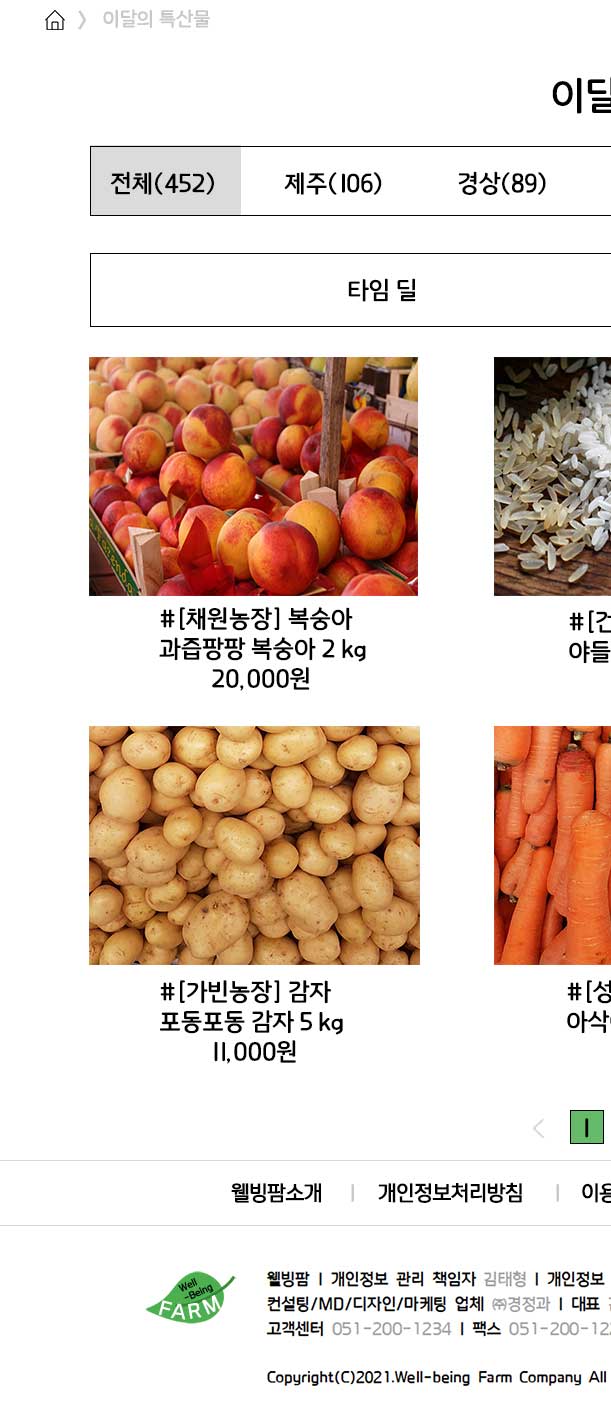 이달의 특산물
이달
전체(452) 제주(106) 경상(89)
타임 딜
#[채원농장] 복숭아
과즙팡팡 복숭아 2 kg
20,000원
#[건
야들
#[가빈농장] 감자
포동포동 감자 5 kg
11,000원
#[성
아삭
1
웰빙팜소개 | 개인정보처리방침 | 이용
Well
-Being
FARM
웰빙팜 | 개인정보 관리 책임자 김태형 | 개인정보
컨설팅/MD/디자인/마케팅 업체 ㈜경정과 | 대표
고객센터 051-200-1234 | 팩스 051-200-12
Copyright(C)2021.Well-being Farm Company All